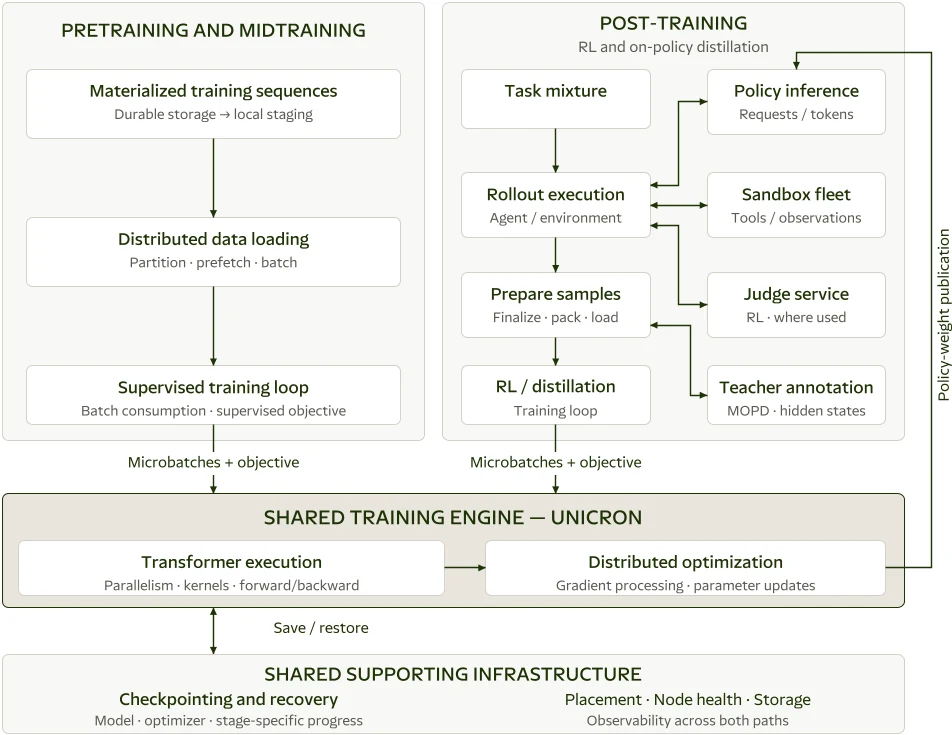 PRETRAINING AND MIDTRAINING
Materialized training sequences
Durable storage → local staging
Distributed data loading
Partition · prefetch · batch
Supervised training loop
Batch consumption · supervised objective
Microbatches + objective
POST-TRAINING
RL and on-policy distillation
Task mixture
Policy inference
Requests / tokens
Rollout execution
Agent / environment
Sandbox fleet
Tools / observations
Prepare samples
Finalize · pack · load
Judge service
RL · where used
RL / distillation
Training loop
Teacher annotation
MOPD · hidden states
Microbatches + objective
Policy-weight publication
SHARED TRAINING ENGINE — UNICRON
Transformer execution
Parallelism · kernels · forward/backward
Distributed optimization
Gradient processing · parameter updates
Save / restore
SHARED SUPPORTING INFRASTRUCTURE
Checkpointing and recovery
Model · optimizer · stage-specific progress
Placement · Node health · Storage
Observability across both paths